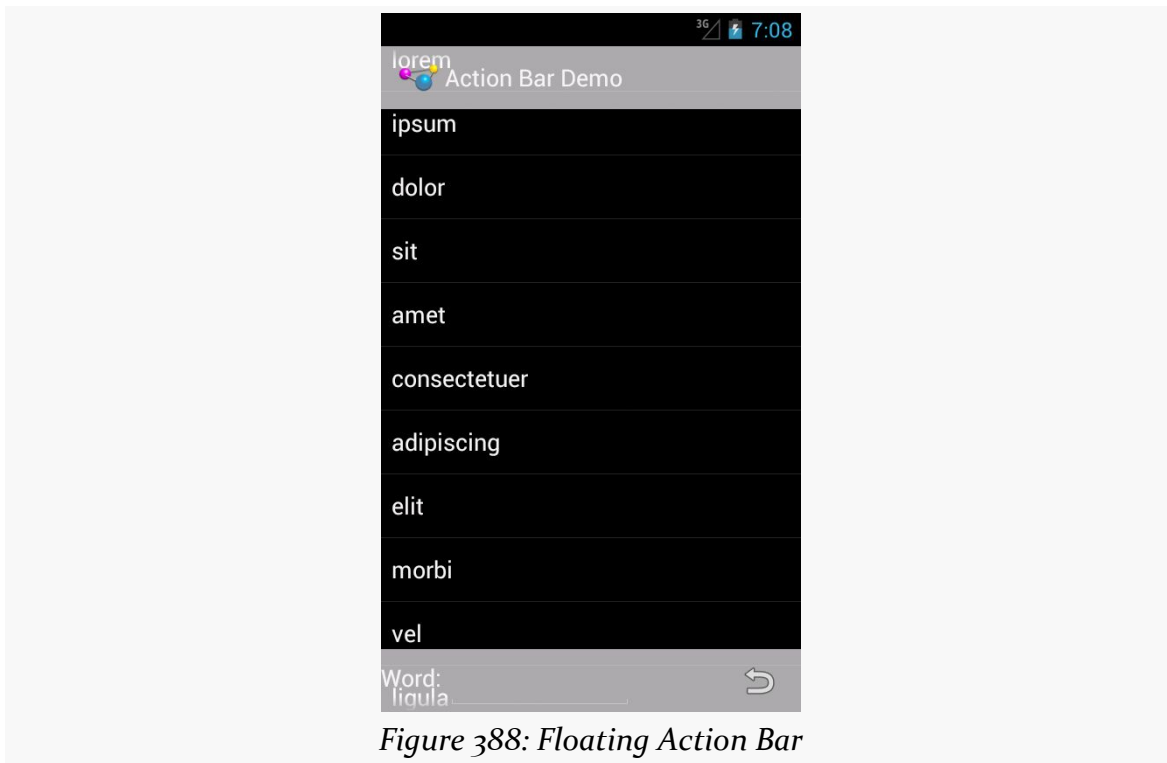 3G 7:08
lorem
Action Bar Demo
ipsum
dolor
sit
amet
consectetuer
adipiscing
elit
morbi
vel
Word:
ligula
Figure 388: Floating Action Bar